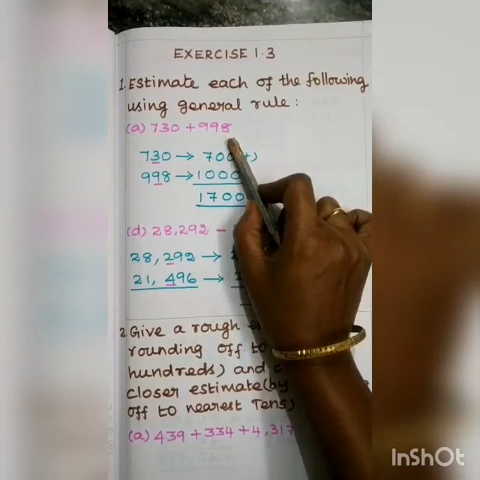 EXERCISE 1.3
1. Estimate each of the following
using general rule:
(a) 730 + 998
730 → 700 +)
998 → 1000
1700
(d) 28,292 -
28,292 →
21,496 →
2. Give a rough
rounding off to
hundreds) and
closer estimate (by
off to nearest Tens)
(a) 439 + 334 + 4,317
InShOt